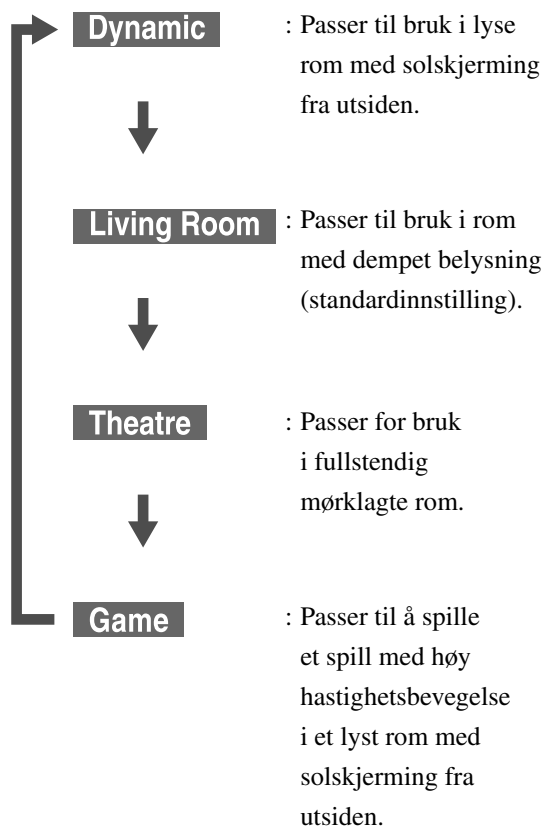 Dynamic : Passer til bruk i lyse
rom med solskjerming
fra utsiden.
Living Room : Passer til bruk i rom
med dempet belysning
(standardinnstilling).
Theatre : Passer for bruk
i fullstendig
mørklagte rom.
Game : Passer til å spille
et spill med høy
hastighetsbevegelse
i et lyst rom med
solskjerming fra
utsiden.